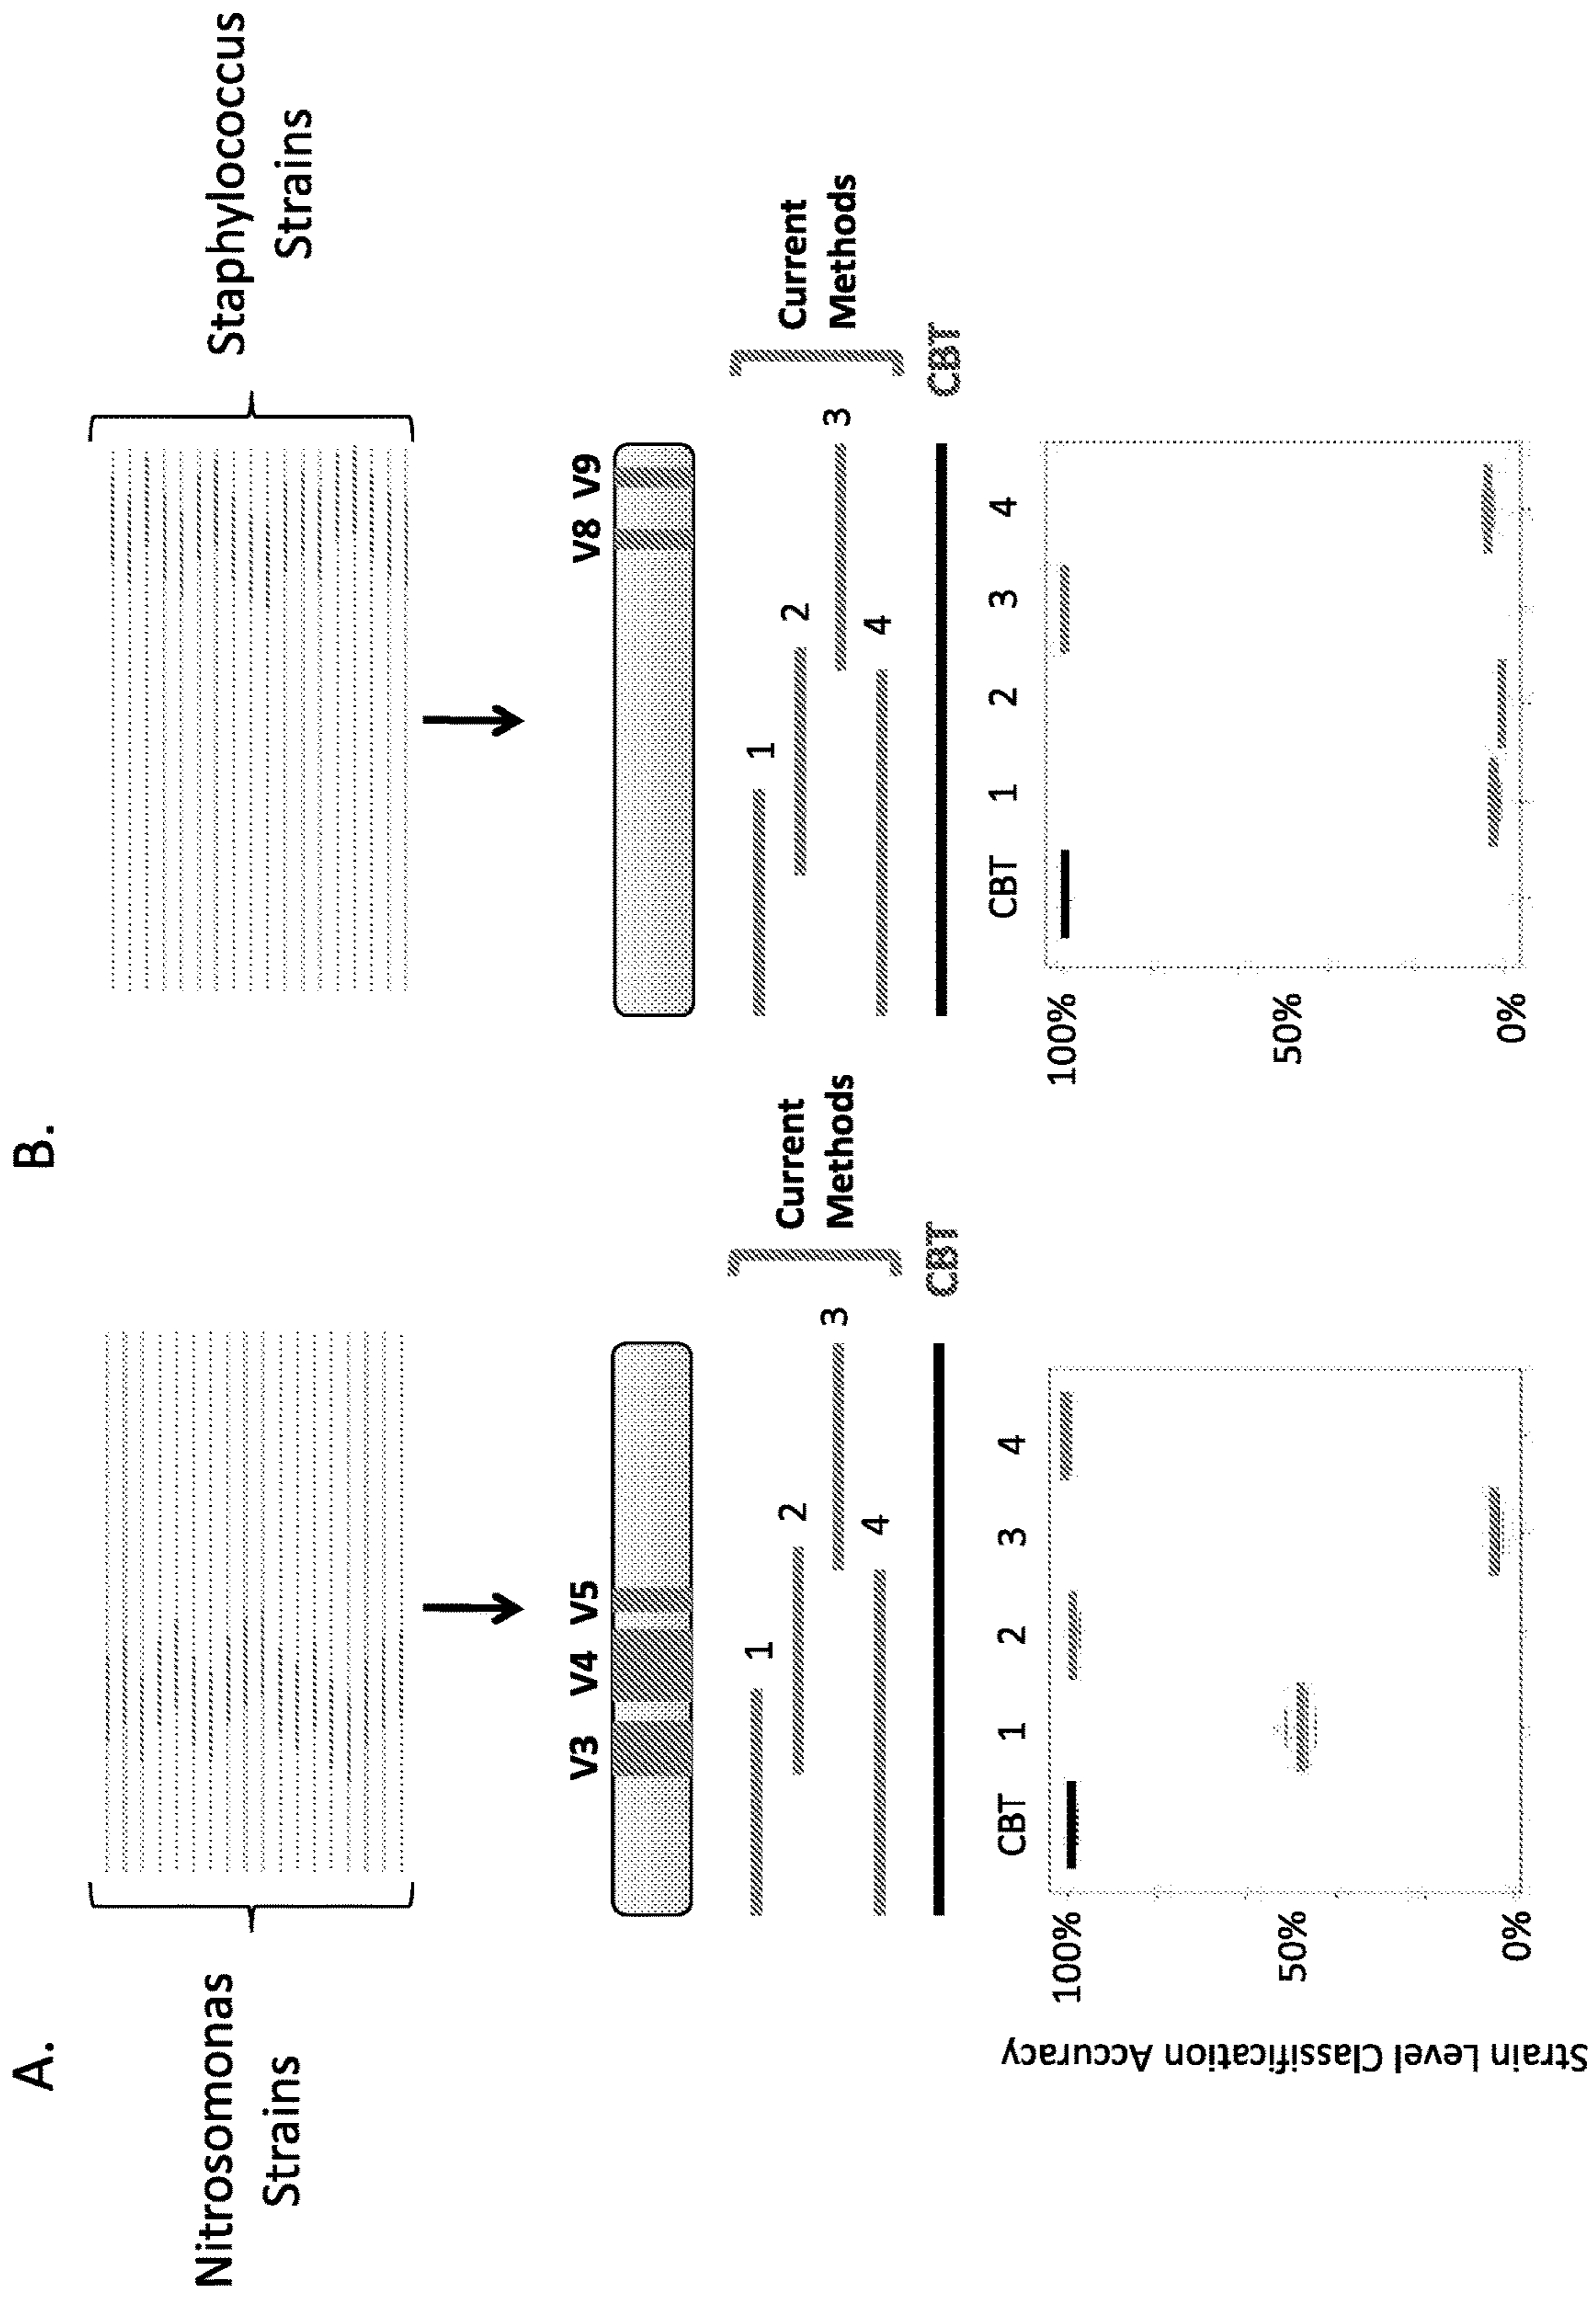 A.
Nitrosomonas
Strains
V3 V4 V5
1
2
3
4
Current
Methods
CBT
CBT 1 2 3 4
100%
50%
0%
Strain Level Classification Accuracy
B.
Staphylococcus
Strains
V8 V9
1
2
3
4
Current
Methods
CBT
CBT 1 2 3 4
100%
50%
0%